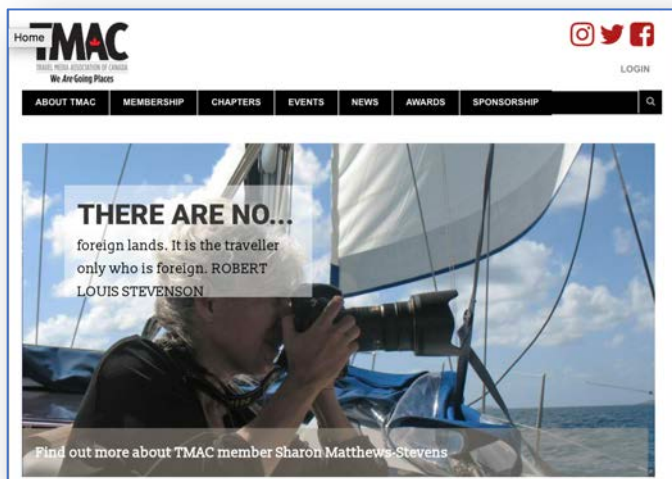 Home
TMAC
TRAVEL MEDIA ASSOCIATION OF CANADA
We Are Going Places
LOGIN
ABOUT TMAC MEMBERSHIP CHAPTERS EVENTS NEWS AWARDS SPONSORSHIP
THERE ARE NO...
foreign lands. It is the traveller
only who is foreign. ROBERT
LOUIS STEVENSON
Find out more about TMAC member Sharon Matthews-Stevens